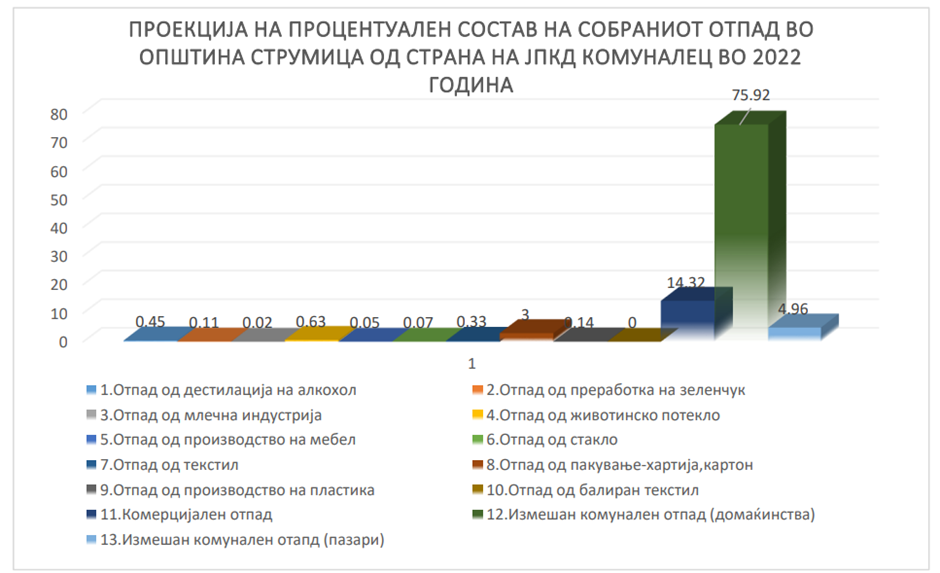 ПРОЕКЦИЈА НА ПРОЦЕНТУАЛЕН СОСТАВ НА СОБРАНИОТ ОТПАД ВО
ОПШТИНА СТРУМИЦА ОД СТРАНА НА ЈПКД КОМУНАЛЕЦ ВО 2022
ГОДИНА
80
70
60
50
40
30
20
10
0
0.45 0.11 0.02 0.63 0.05 0.07 0.33 3 0.14 0 14.32 75.92 4.96
1
1.Отпад од дестилација на алкохол 2.Отпад од преработка на зеленчук
3.Отпад од млечна индустрија 4.Отпад од животинско потекло
5.Отпад од производство на мебел 6.Отпад од стакло
7.Отпад од текстил 8.Отпад од пакување-хартија,картон
9.Отпад од производство на пластика 10.Отпад од балиран текстил
11.Комерцијален отпад 12.Измешан комунален отпад (домаќинства)
13.Измешан комунален отапд (пазари)